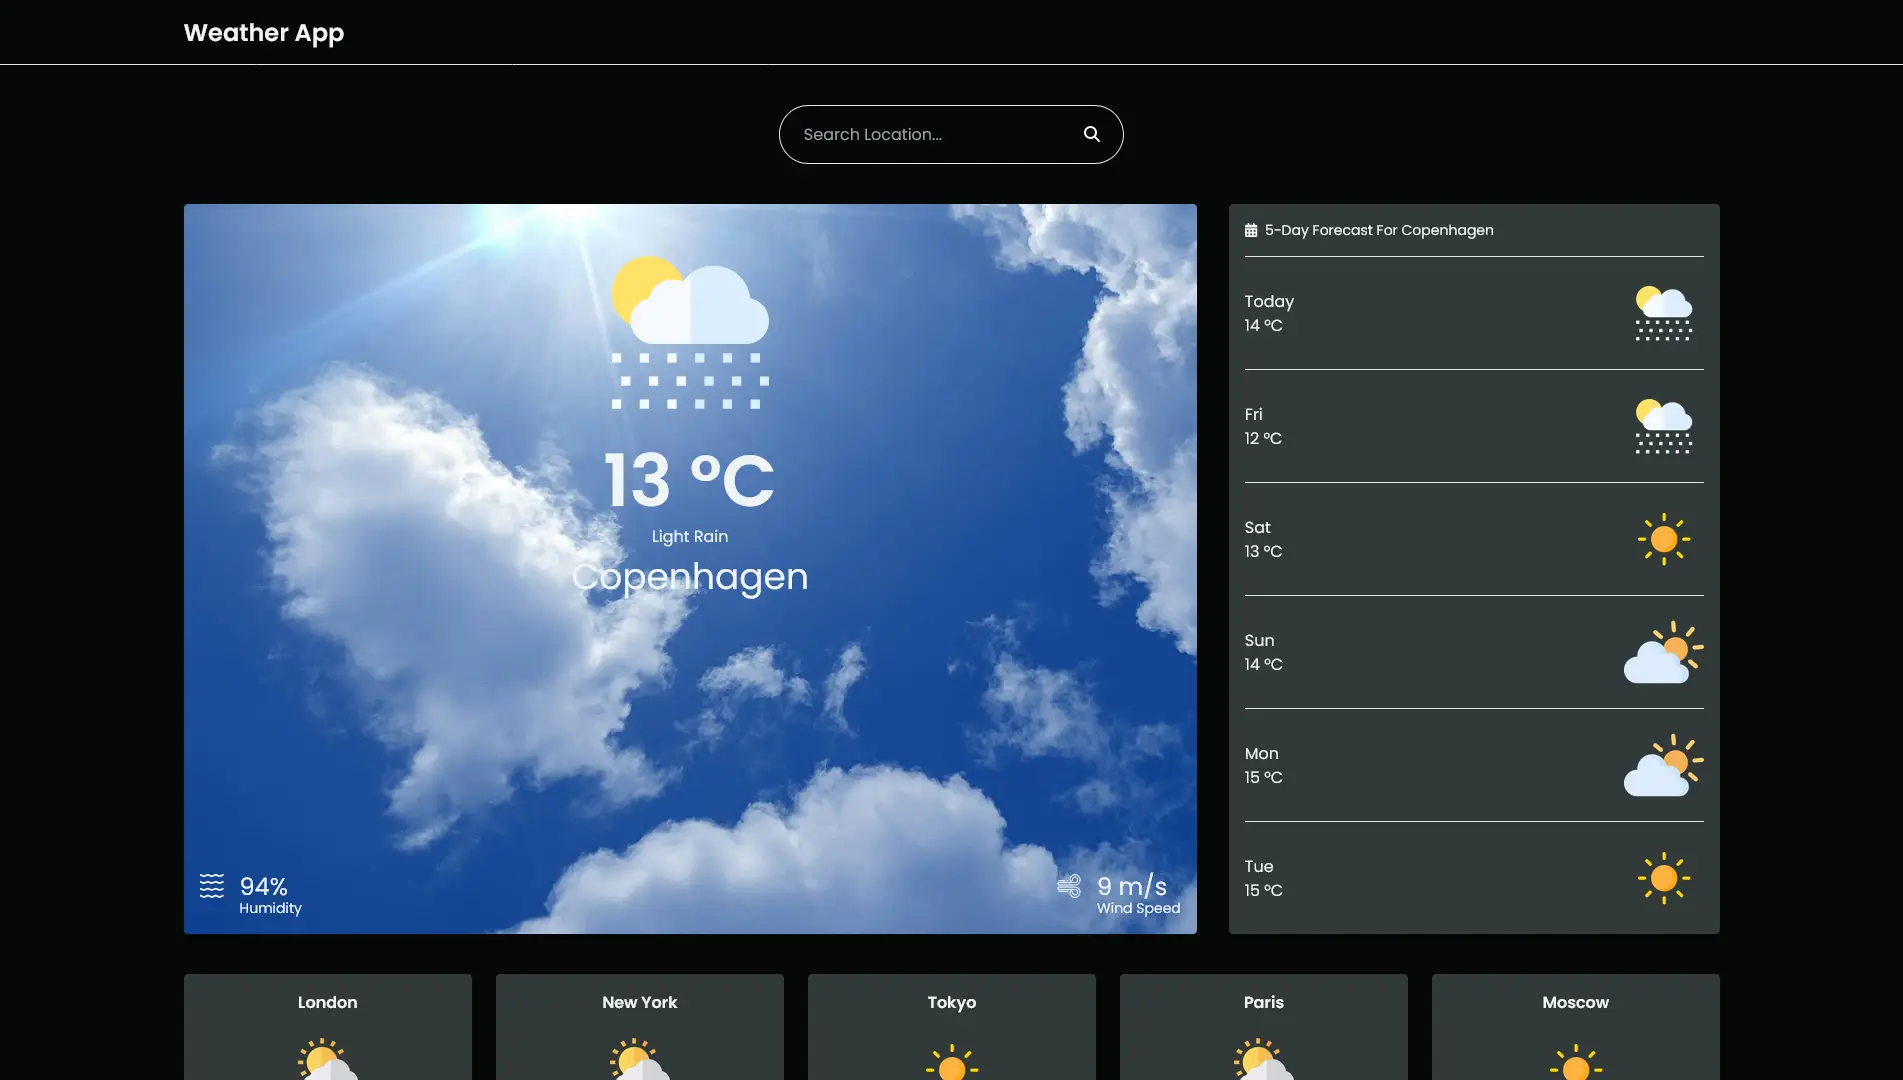 Weather App
Search Location...
13 °C
Light Rain
Copenhagen
94%
Humidity
9 m/s
Wind Speed
5-Day Forecast For Copenhagen
Today
14 °C
Fri
12 °C
Sat
13 °C
Sun
14 °C
Mon
15 °C
Tue
15 °C
London
New York
Tokyo
Paris
Moscow